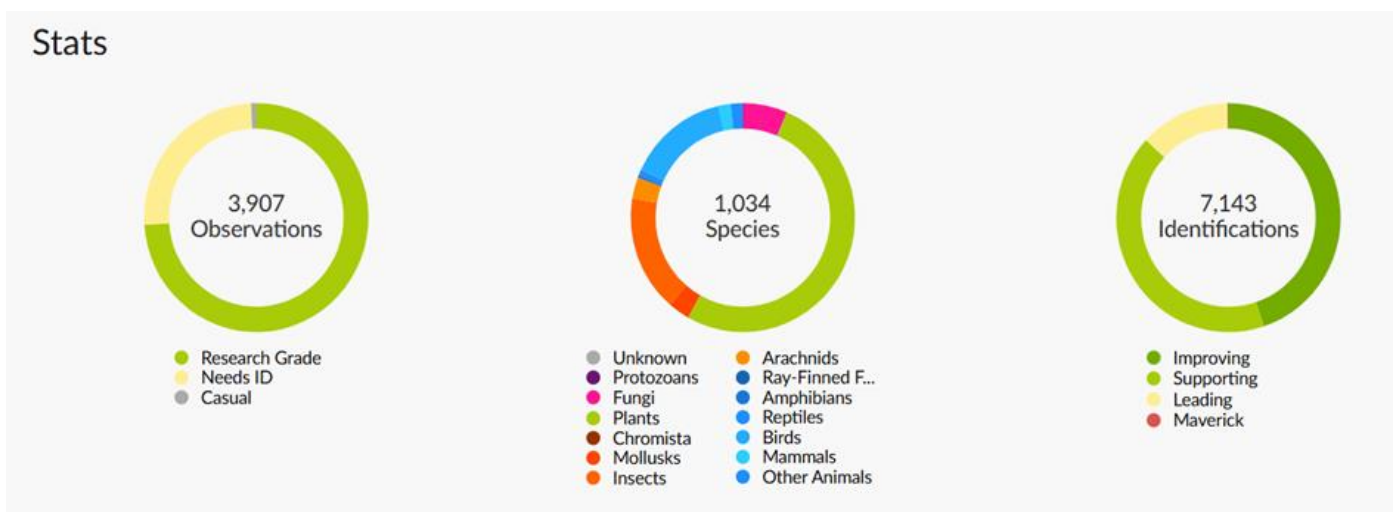 Stats
3,907
Observations
Research Grade
Needs ID
Casual
1,034
Species
Unknown
Protozoans
Fungi
Plants
Chromista
Mollusks
Insects
Arachnids
Ray-Finned F...
Amphibians
Reptiles
Birds
Mammals
Other Animals
7,143
Identifications
Improving
Supporting
Leading
Maverick